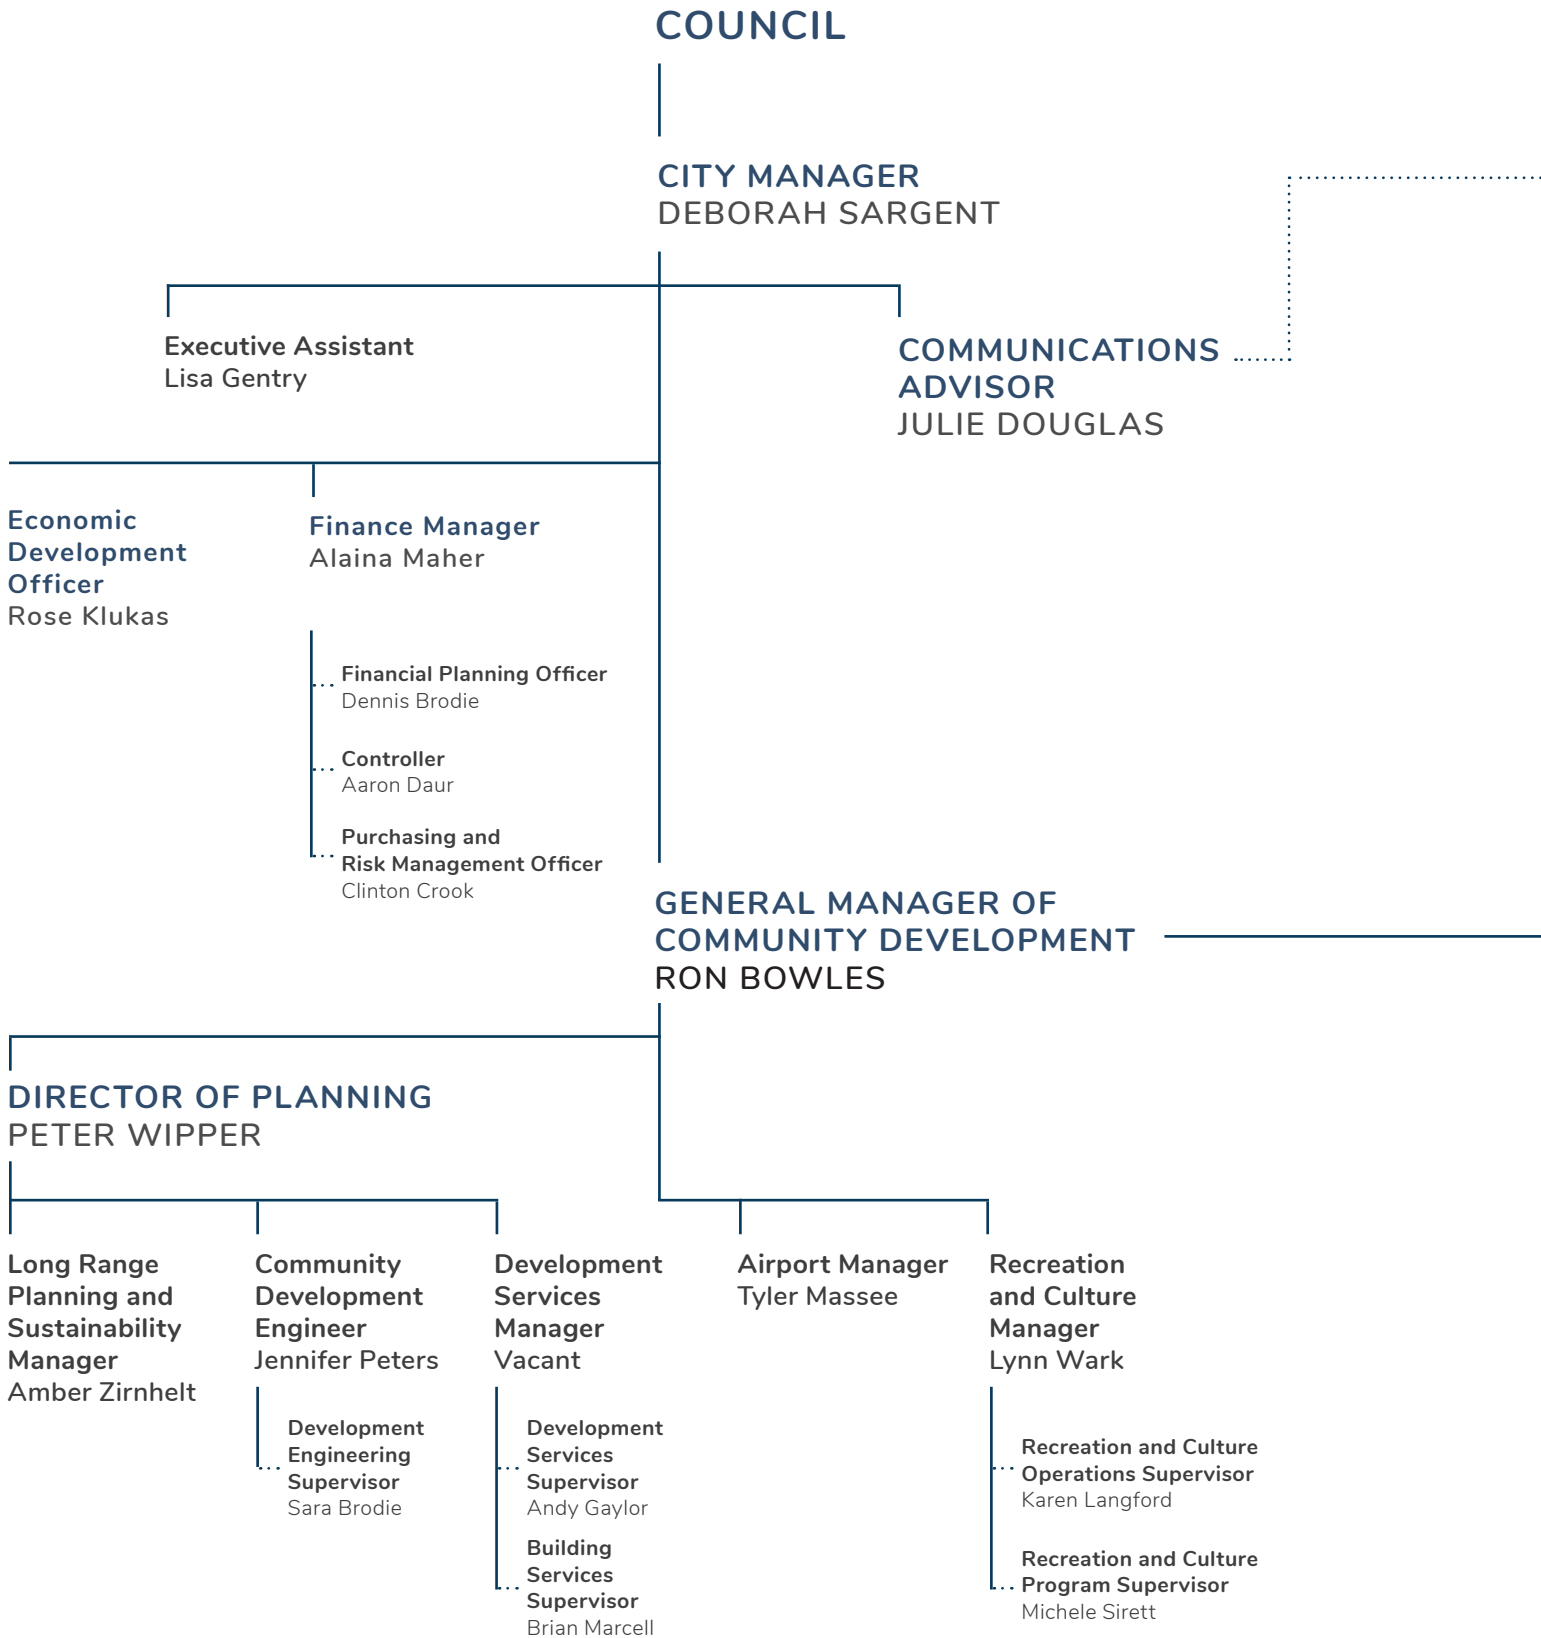 COUNCIL
CITY MANAGER
DEBORAH SARGENT
Executive Assistant
Lisa Gentry
COMMUNICATIONS
ADVISOR
JULIE DOUGLAS
Economic
Development
Officer
Rose Klukas
Finance Manager
Alaina Maher
Financial Planning Officer
Dennis Brodie
Controller
Aaron Daur
Purchasing and
Risk Management Officer
Clinton Crook
GENERAL MANAGER OF
COMMUNITY DEVELOPMENT
RON BOWLES
DIRECTOR OF PLANNING
PETER WIPPER
Long Range
Planning and
Sustainability
Manager
Amber Zirnhelt
Community
Development
Engineer
Jennifer Peters
Development
Engineering
Supervisor
Sara Brodie
Development
Services
Manager
Vacant
Development
Services
Supervisor
Andy Gaylor
Building
Services
Supervisor
Brian Marcell
Airport Manager
Tyler Massee
Recreation
and Culture
Manager
Lynn Wark
Recreation and Culture
Operations Supervisor
Karen Langford
Recreation and Culture
Program Supervisor
Michele Sirett